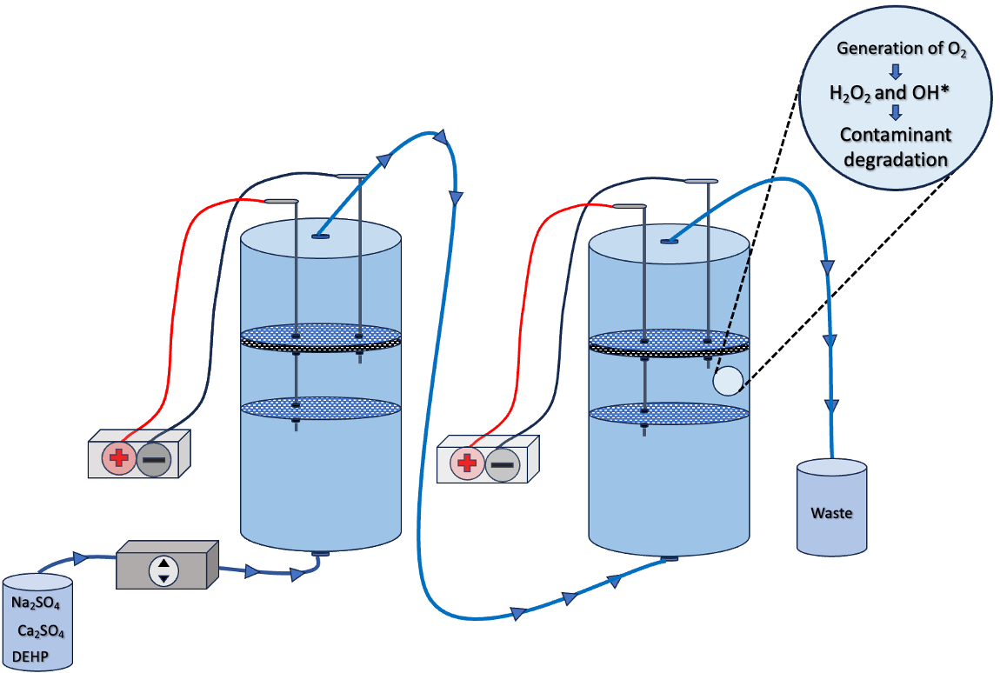 Generation of O₂
H₂O₂ and OH*
Contaminant
degradation
Waste
Na₂SO₄
Ca₂SO₄
DEHP